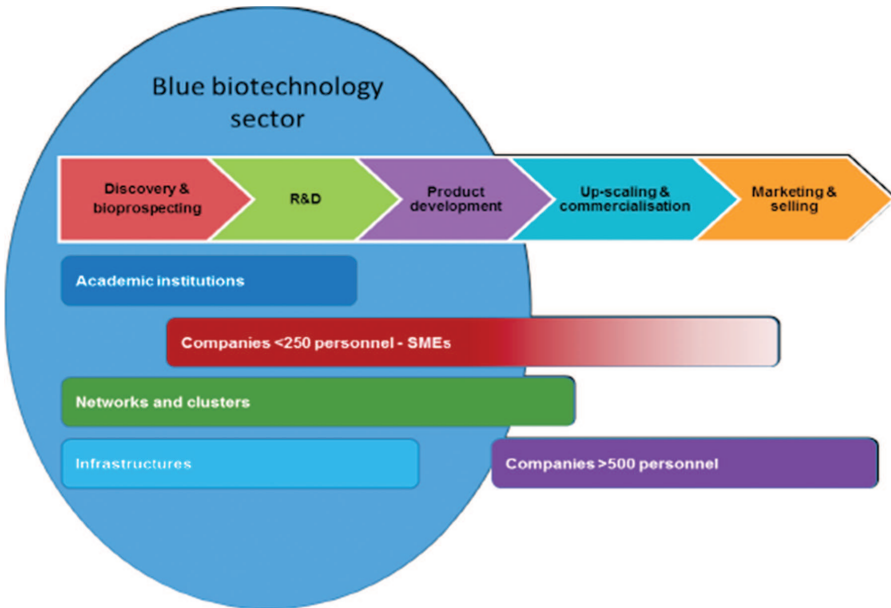 Blue biotechnology
sector
Discovery &
bioprospecting
R&D
Product
development
Up-scaling &
commercialisation
Marketing &
selling
Academic institutions
Companies <250 personnel - SMEs
Networks and clusters
Infrastructures
Companies >500 personnel